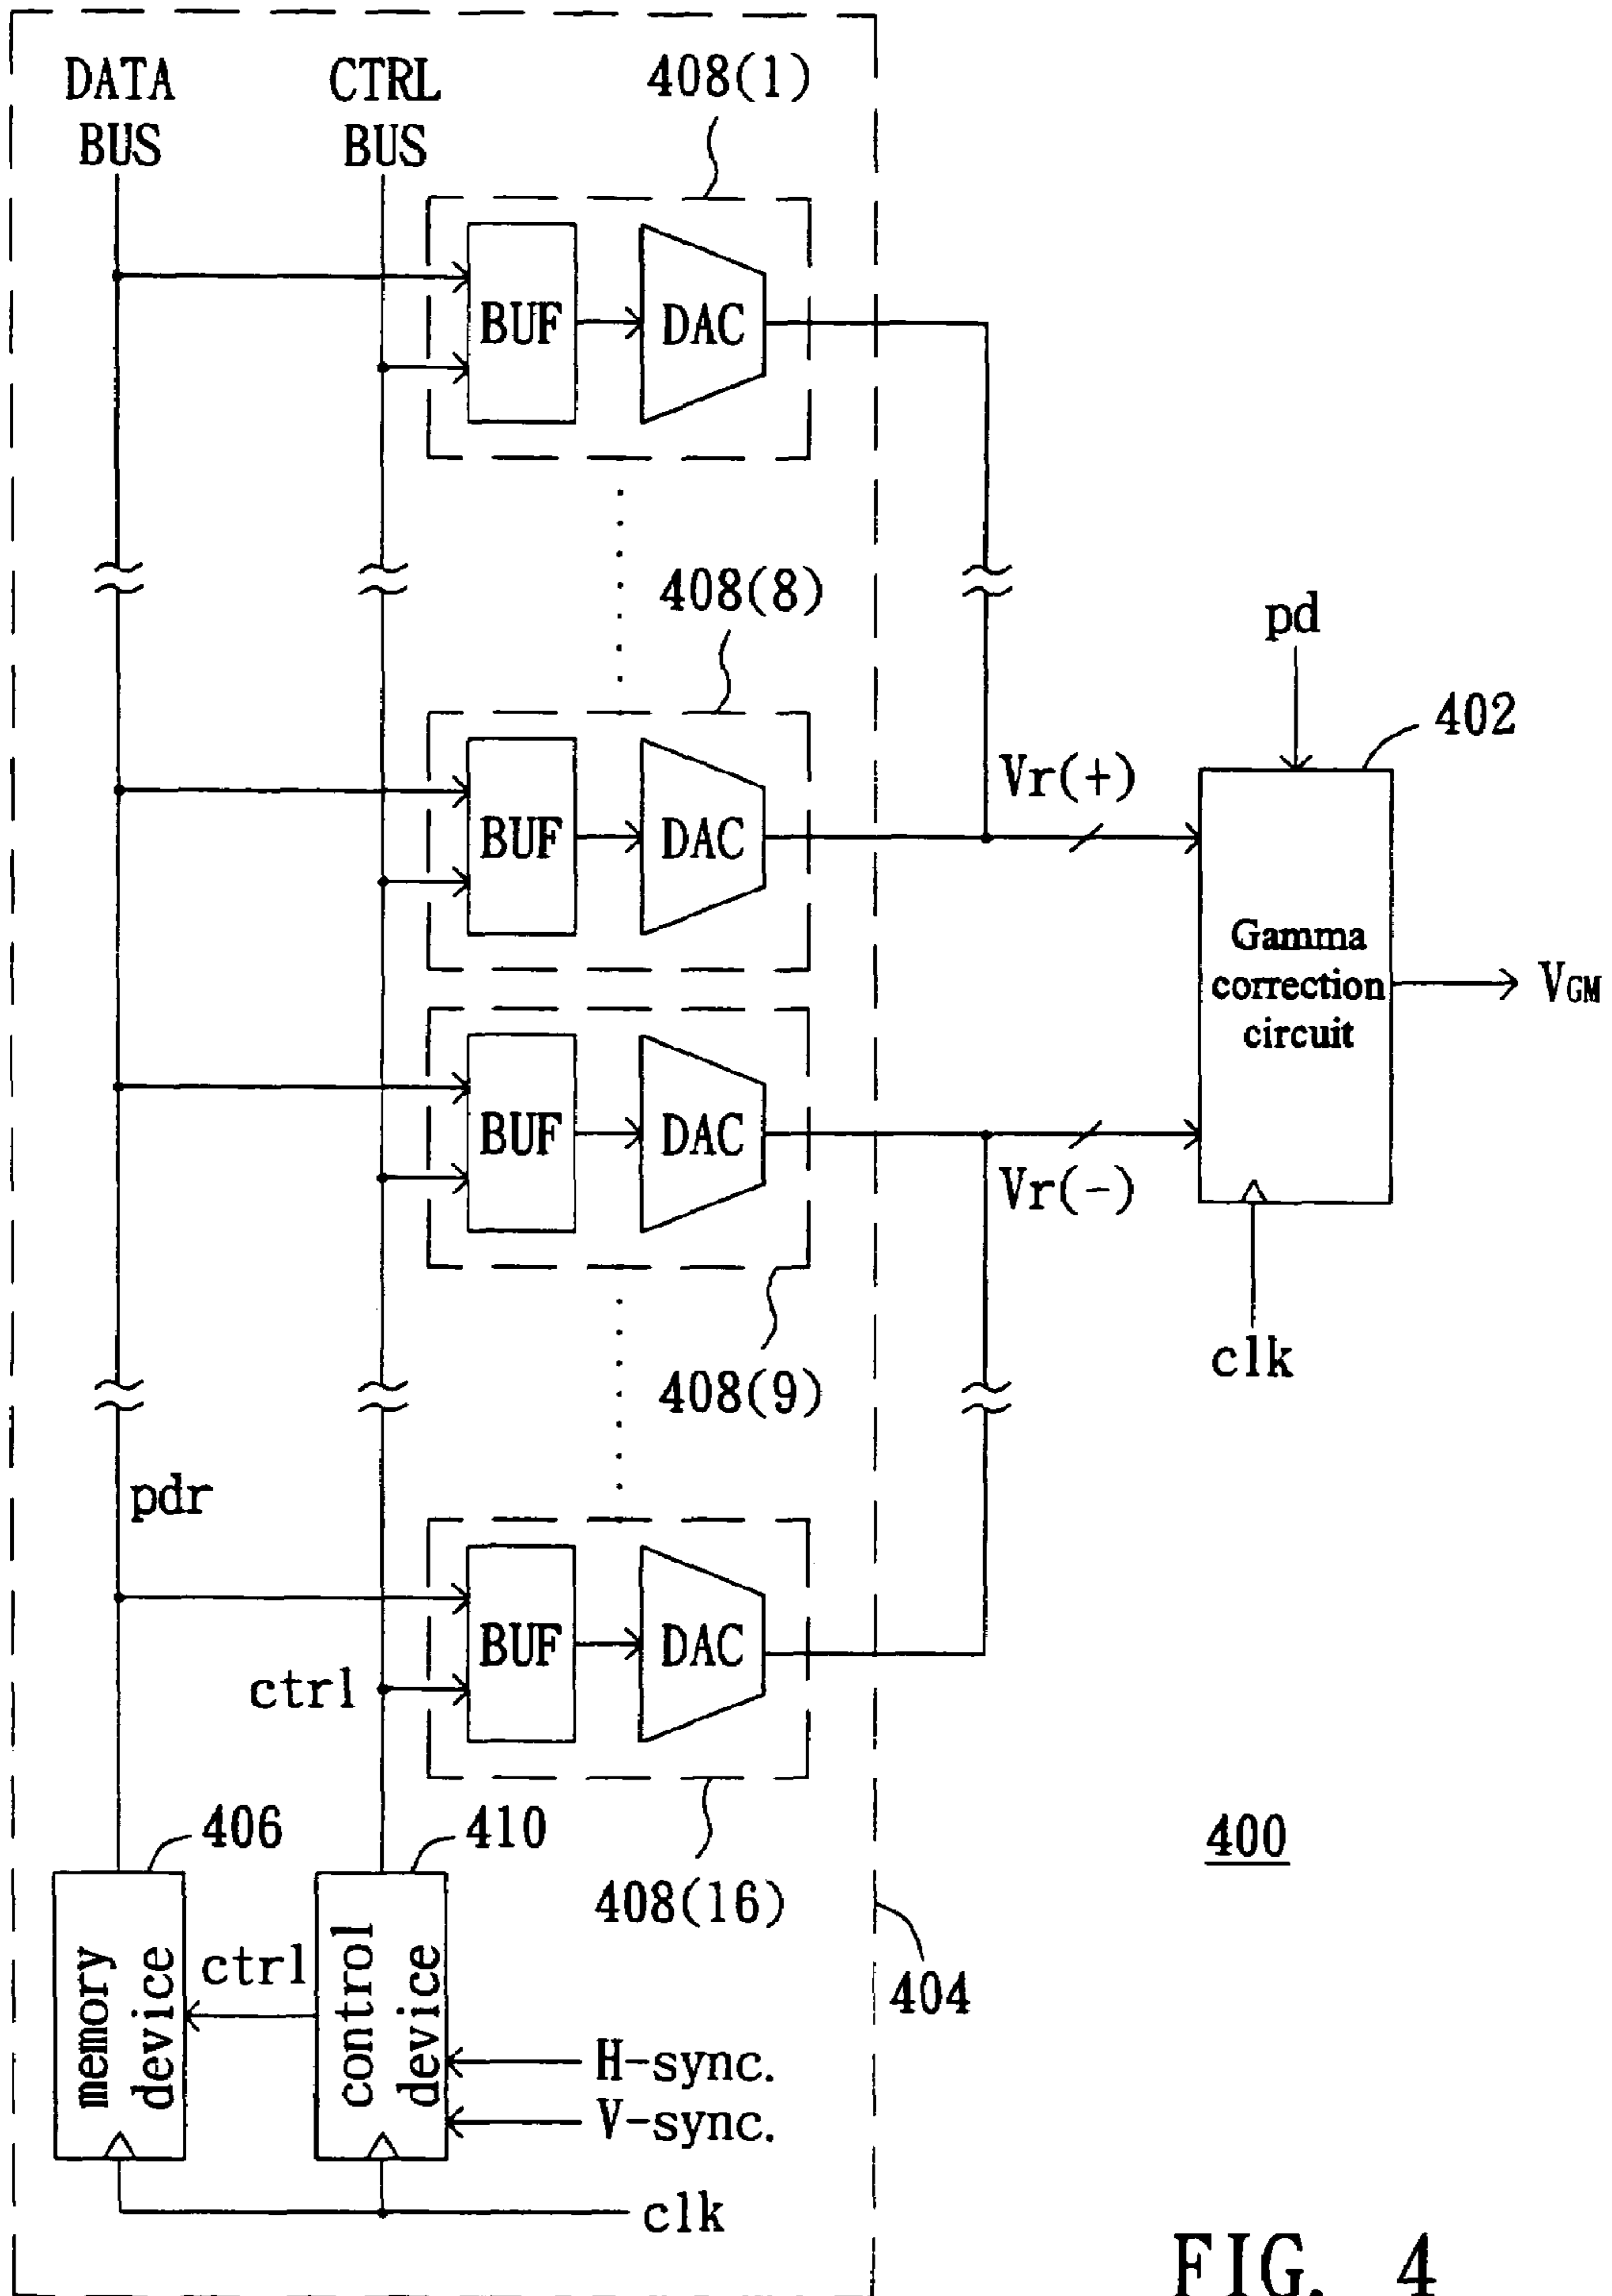 DATA
BUS
CTRL
BUS
408(1)
BUF
DAC
408(8)
BUF
DAC
Vr(+)
pd
402
Gamma
correction
circuit
VGM
BUF
DAC
Vr(-)
408(9)
clk
pdr
BUF
DAC
ctrl
406
410
408(16)
400
memory
device
ctrl
control
device
404
H-sync.
V-sync.
clk
FIG. 4